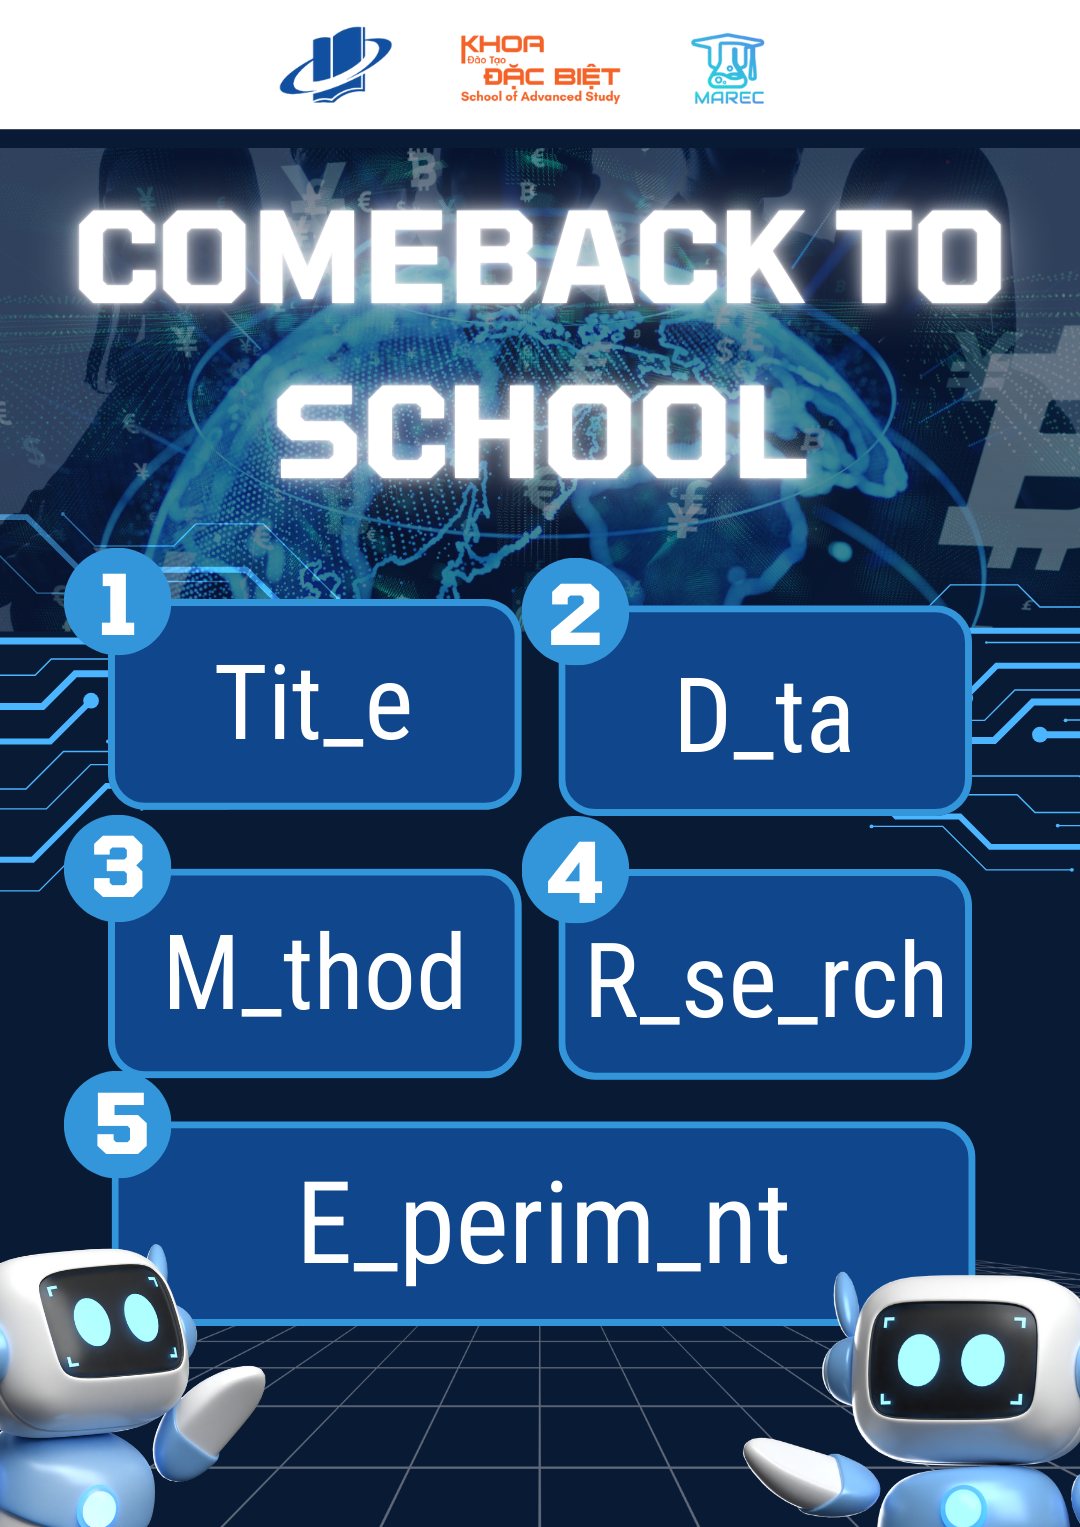 KHOA
Đào Tạo
ĐẶC BIỆT
School of Advanced Study
MAREC
COMEBACK TO
SCHOOL
1
Tit_e
2
D_ta
3
M_thod
4
R_se_rch
5
E_perim_nt